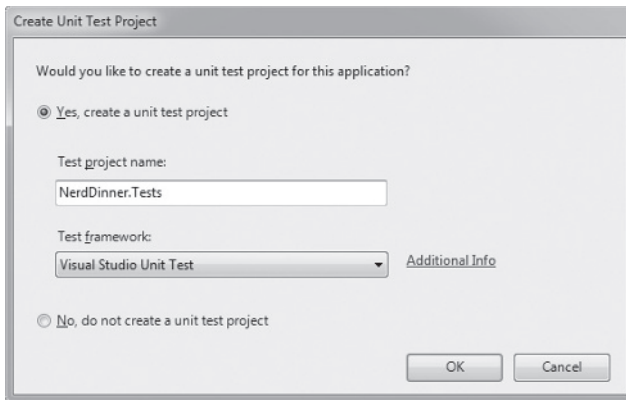 Create Unit Test Project
Would you like to create a unit test project for this application?
Yes, create a unit test project
Test project name:
NerdDinner.Tests
Test framework:
Visual Studio Unit Test
Additional Info
No, do not create a unit test project
OK
Cancel